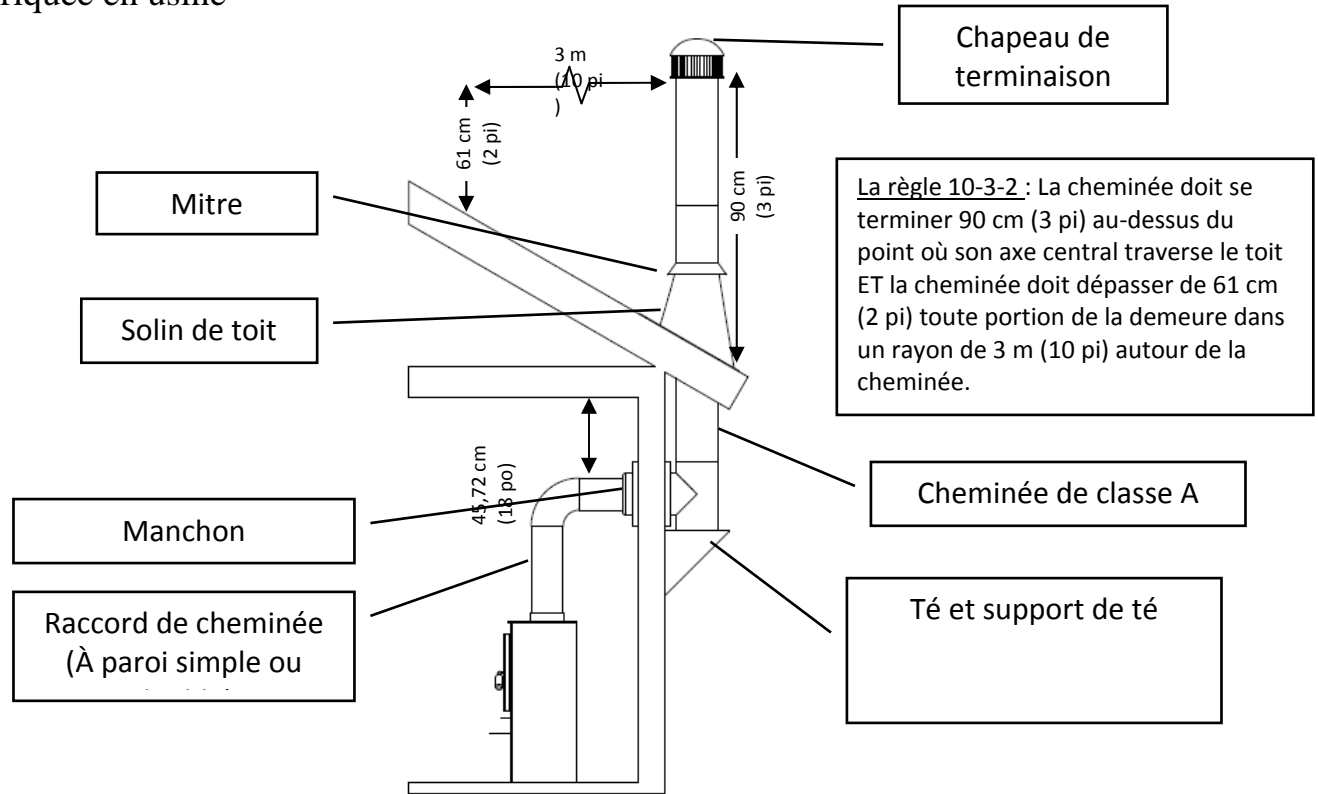 riquée en usine
Chapeau de
terminaison
3 m
(10 pi
)
61 cm
(2 pi)
90 cm
(3 pi)
Mitre
La règle 10-3-2 : La cheminée doit se
terminer 90 cm (3 pi) au-dessus du
point où son axe central traverse le toit
ET la cheminée doit dépasser de 61 cm
(2 pi) toute portion de la demeure dans
un rayon de 3 m (10 pi) autour de la
cheminée.
Solin de toit
45,72 cm
(18 po)
Cheminée de classe A
Manchon
Té et support de té
Raccord de cheminée
(À paroi simple ou